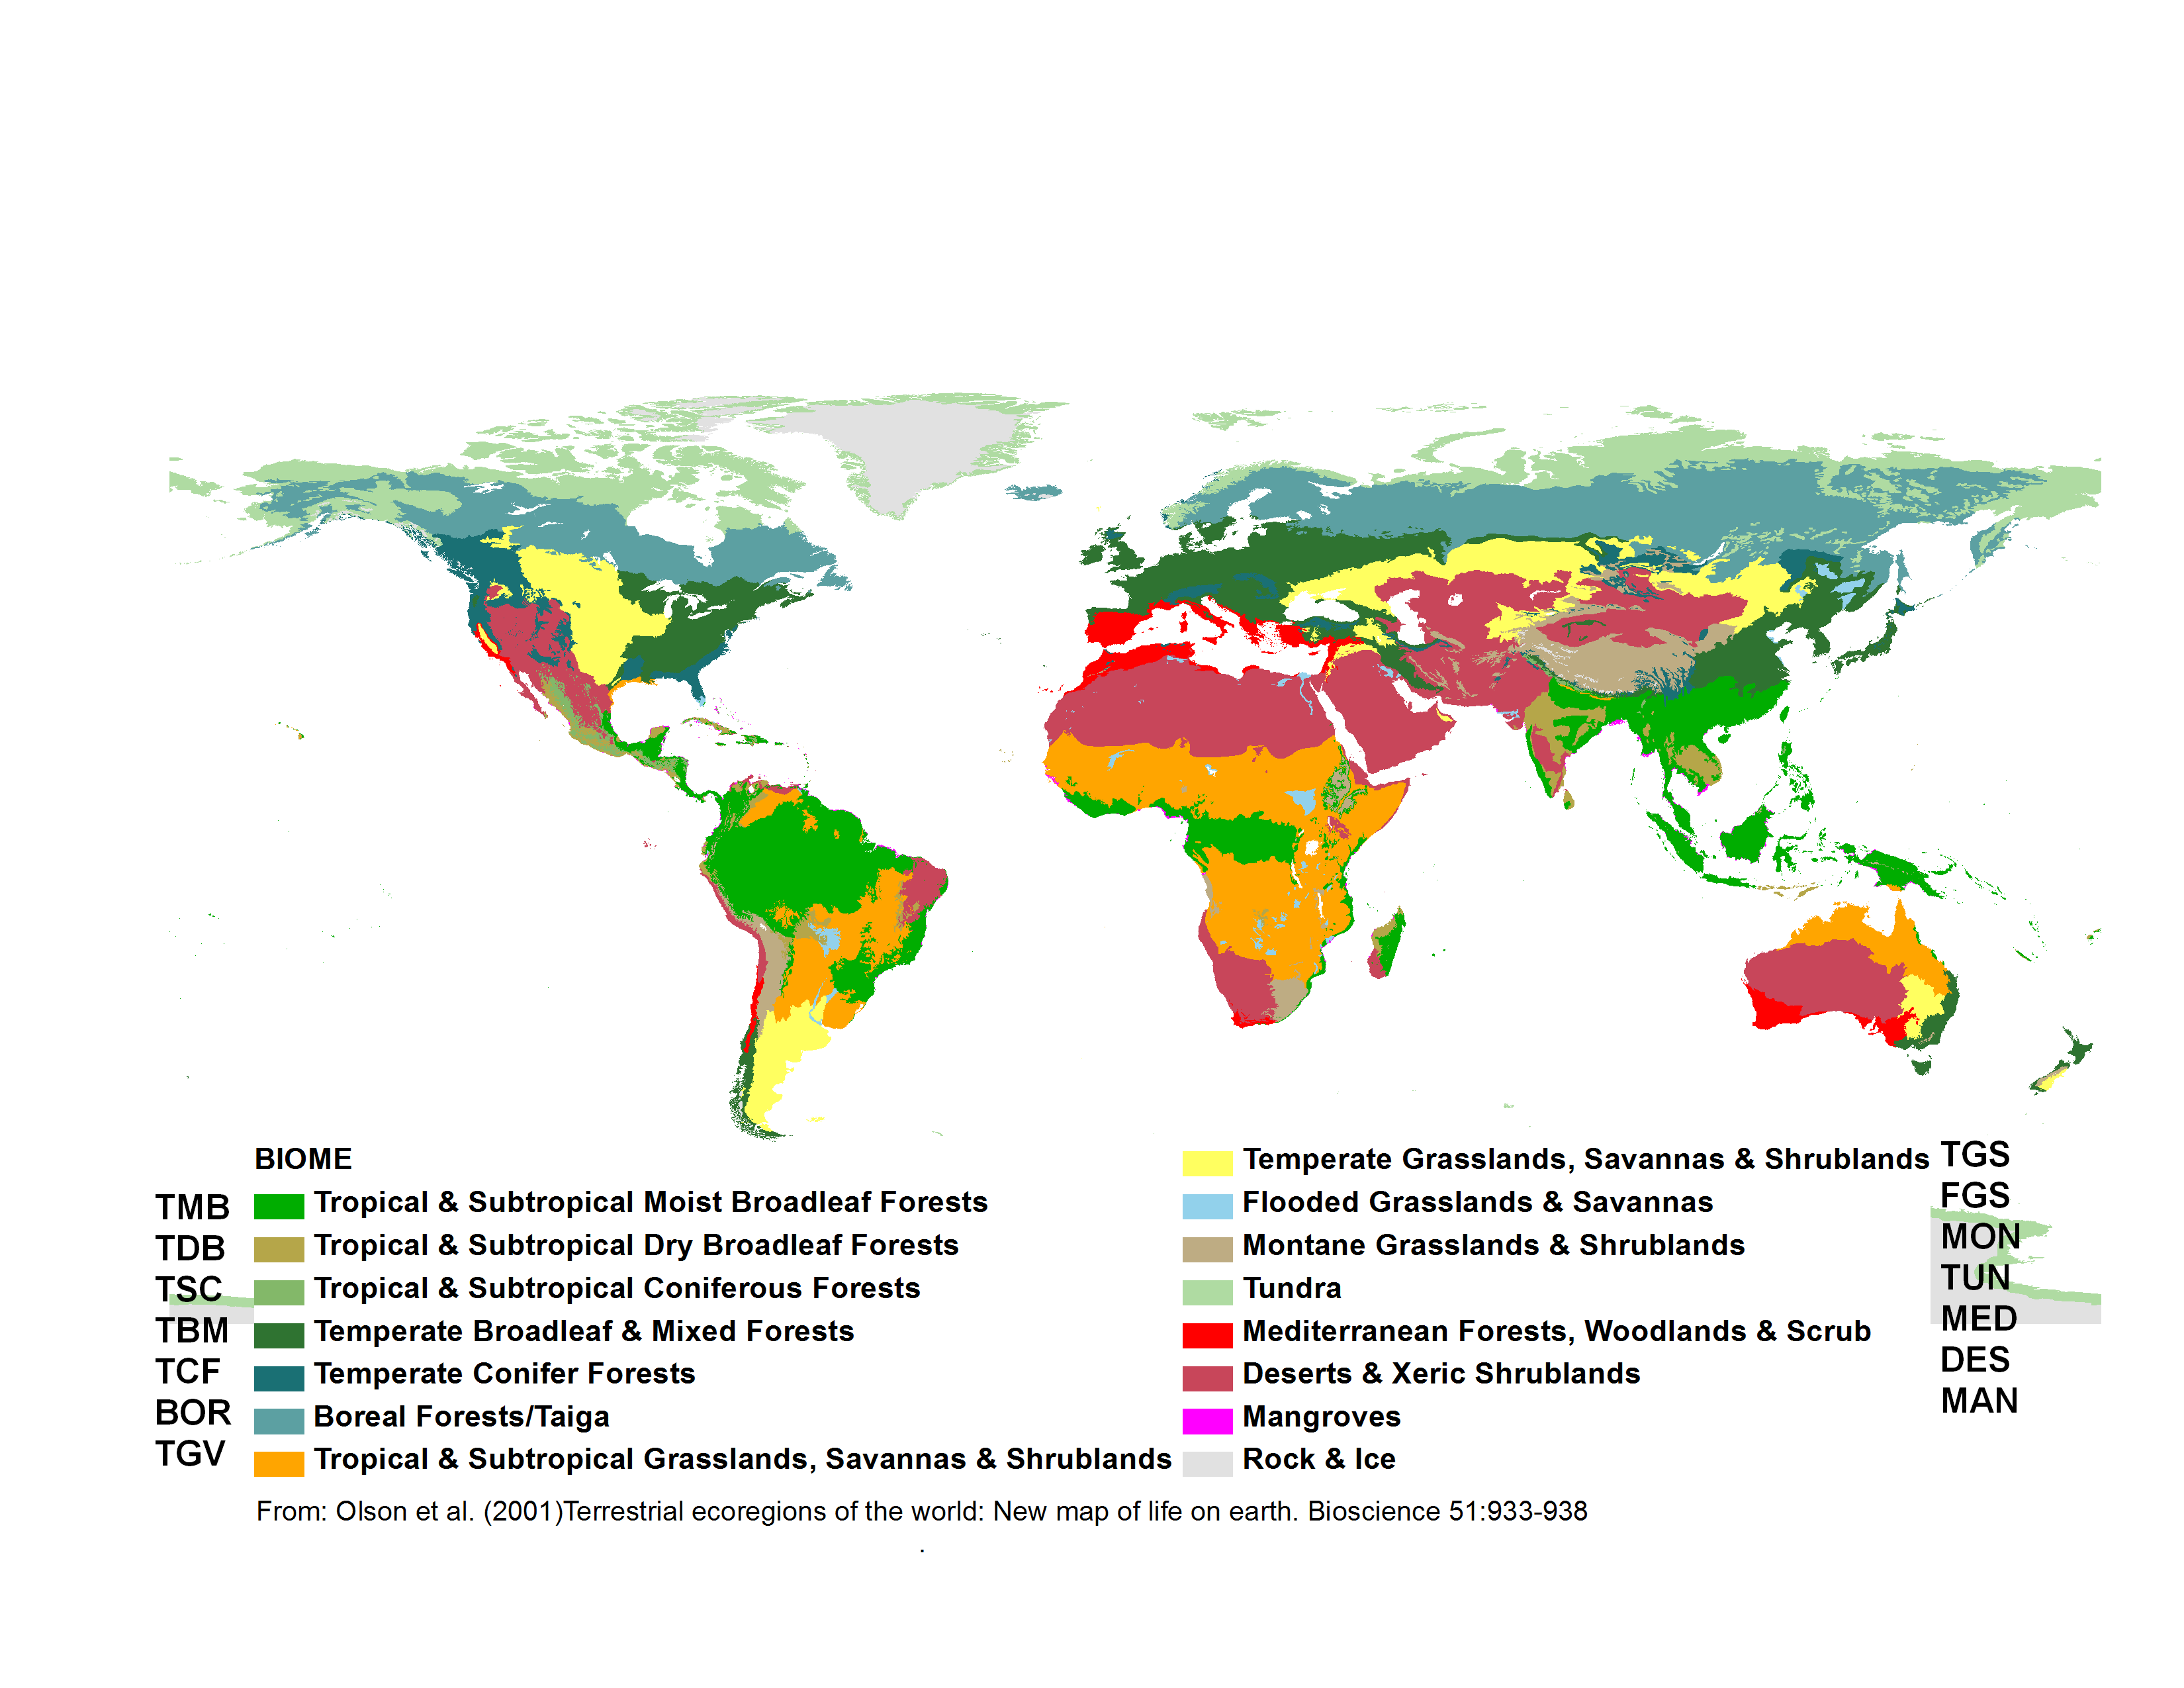 BIOME
TMB Tropical & Subtropical Moist Broadleaf Forests
TDB Tropical & Subtropical Dry Broadleaf Forests
TSC Tropical & Subtropical Coniferous Forests
TBM Temperate Broadleaf & Mixed Forests
TCF Temperate Conifer Forests
BOR Boreal Forests/Taiga
TGV Tropical & Subtropical Grasslands, Savannas & Shrublands
Temperate Grasslands, Savannas & Shrublands TGS
Flooded Grasslands & Savannas FGS
Montane Grasslands & Shrublands MON
Tundra TUN
Mediterranean Forests, Woodlands & Scrub MED
Deserts & Xeric Shrublands DES
Mangroves MAN
Rock & Ice
From: Olson et al. (2001)Terrestrial ecoregions of the world: New map of life on earth. Bioscience 51:933-938
.